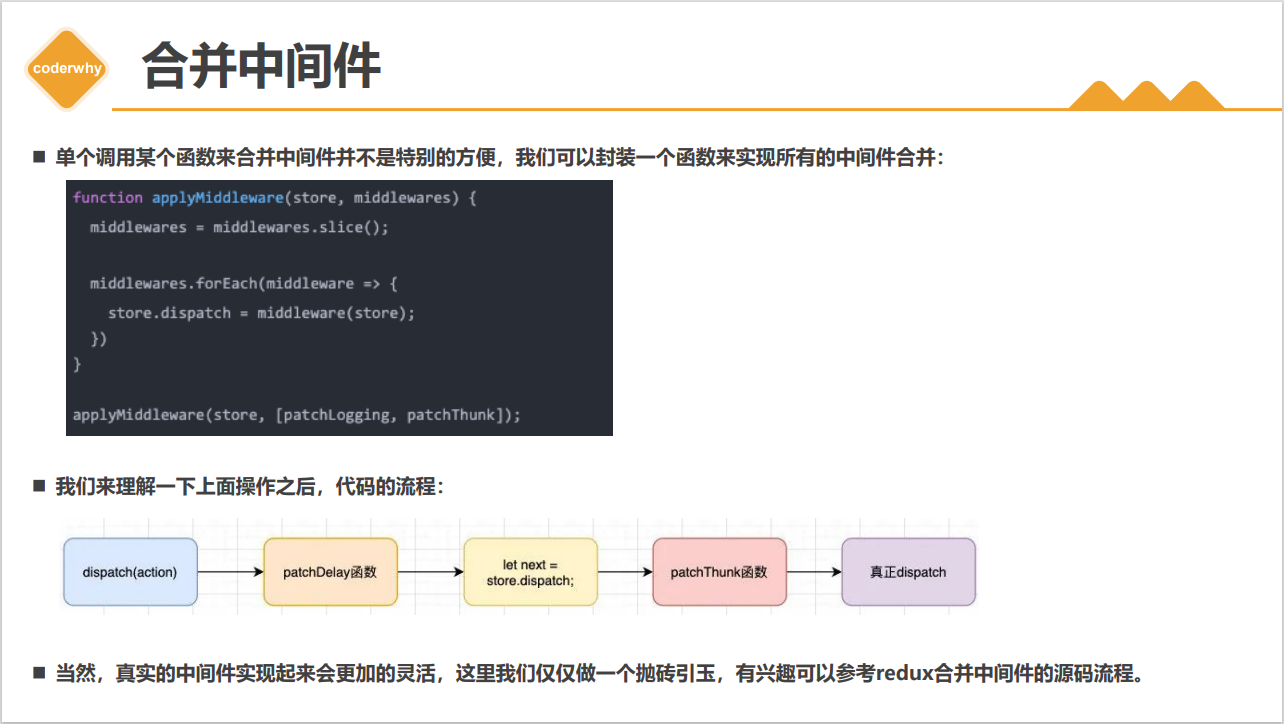 coderwhy
合并中间件
■ 单个调用某个函数来合并中间件并不是特别的方便，我们可以封装一个函数来实现所有的中间件合并：
function applyMiddleware(store, middlewares) {
  middlewares = middlewares.slice();
  middlewares.forEach(middleware => {
    store.dispatch = middleware(store);
  })
}
applyMiddleware(store, [patchLogging, patchThunk]);
■ 我们来理解一下上面操作之后，代码的流程：
dispatch(action)
patchDelay函数
let next =
store.dispatch;
patchThunk函数
真正dispatch
■ 当然，真实的中间件实现起来会更加的灵活，这里我们仅仅做一个抛砖引玉，有兴趣可以参考redux合并中间件的源码流程。